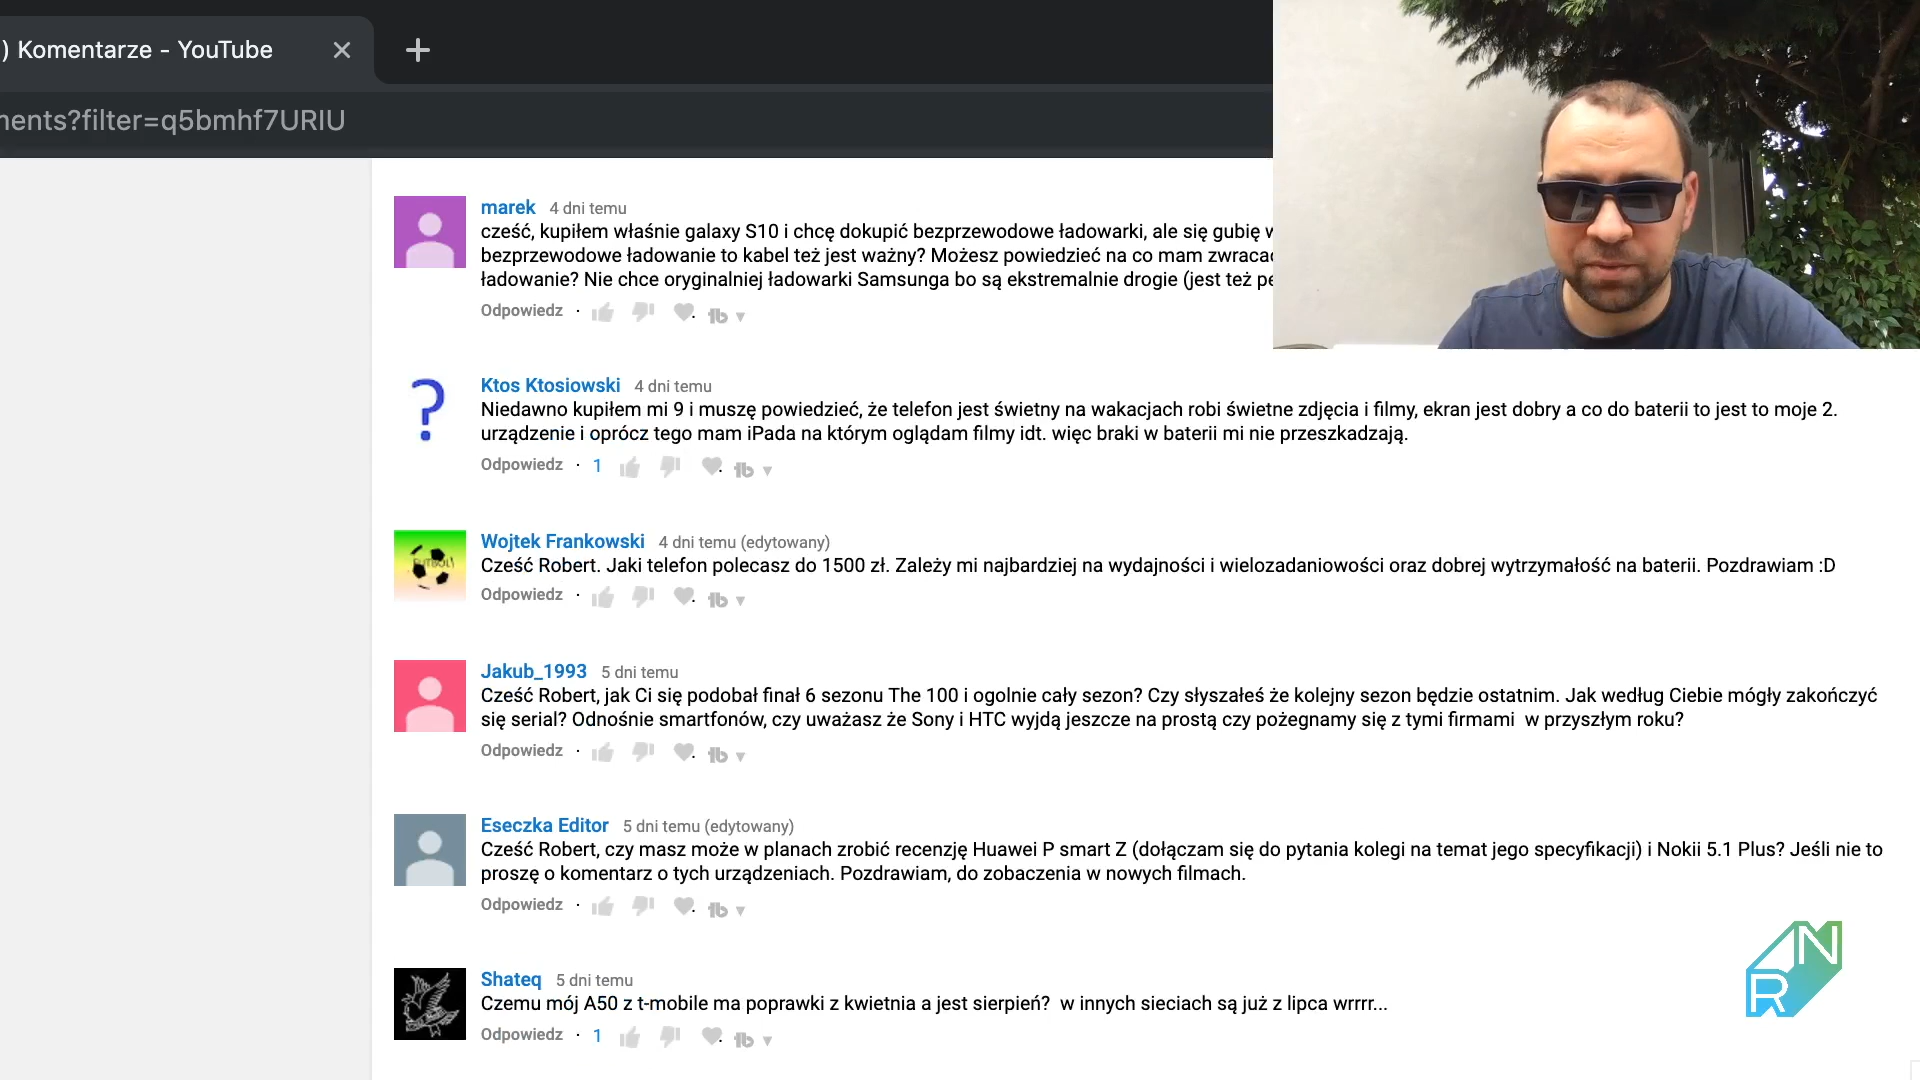 ) Komentarze - YouTube
ments?filter=q5bmhf7URIU
marek 4 dni temu
cześć, kupiłem właśnie galaxy S10 i chcę dokupić bezprzewodowe ładowarki, ale się gubię
bezprzewodowe ładowanie to kabel też jest ważny? Możesz powiedzieć na co mam zwracać
ładowanie? Nie chce oryginalniej ładowarki Samsunga bo są ekstremalnie drogie (jest też
Odpowiedz ·
Ktos Ktosiowski 4 dni temu
Niedawno kupiłem mi 9 i muszę powiedzieć, że telefon jest świetny na wakacjach robi świetne zdjęcia i filmy, ekran jest dobry a co do baterii to jest to moje 2.
urządzenie i oprócz tego mam iPada na którym oglądam filmy idt. więc braki w baterii mi nie przeszkadzają.
Odpowiedz · 1
FUTBOL
Wojtek Frankowski 4 dni temu (edytowany)
Cześć Robert. Jaki telefon polecasz do 1500 zł. Zależy mi najbardziej na wydajności i wielozadaniowości oraz dobrej wytrzymałość na baterii. Pozdrawiam :D
Odpowiedz ·
Jakub_1993 5 dni temu
Cześć Robert, jak Ci się podobał finał 6 sezonu The 100 i ogolnie cały sezon? Czy słyszałeś że kolejny sezon będzie ostatnim. Jak według Ciebie mógły zakończyć
się serial? Odnośnie smartfonów, czy uważasz że Sony i HTC wyjdą jeszcze na prostą czy pożegnamy się z tymi firmami w przyszłym roku?
Odpowiedz ·
Eseczka Editor 5 dni temu (edytowany)
Cześć Robert, czy masz może w planach zrobić recenzję Huawei P smart Z (dołączam się do pytania kolegi na temat jego specyfikacji) i Nokii 5.1 Plus? Jeśli nie to
proszę o komentarz o tych urządzeniach. Pozdrawiam, do zobaczenia w nowych filmach.
Odpowiedz ·
Shateq 5 dni temu
Czemu mój A50 z t-mobile ma poprawki z kwietnia a jest sierpień? w innych sieciach są już z lipca wrrrr...
Odpowiedz · 1
RN